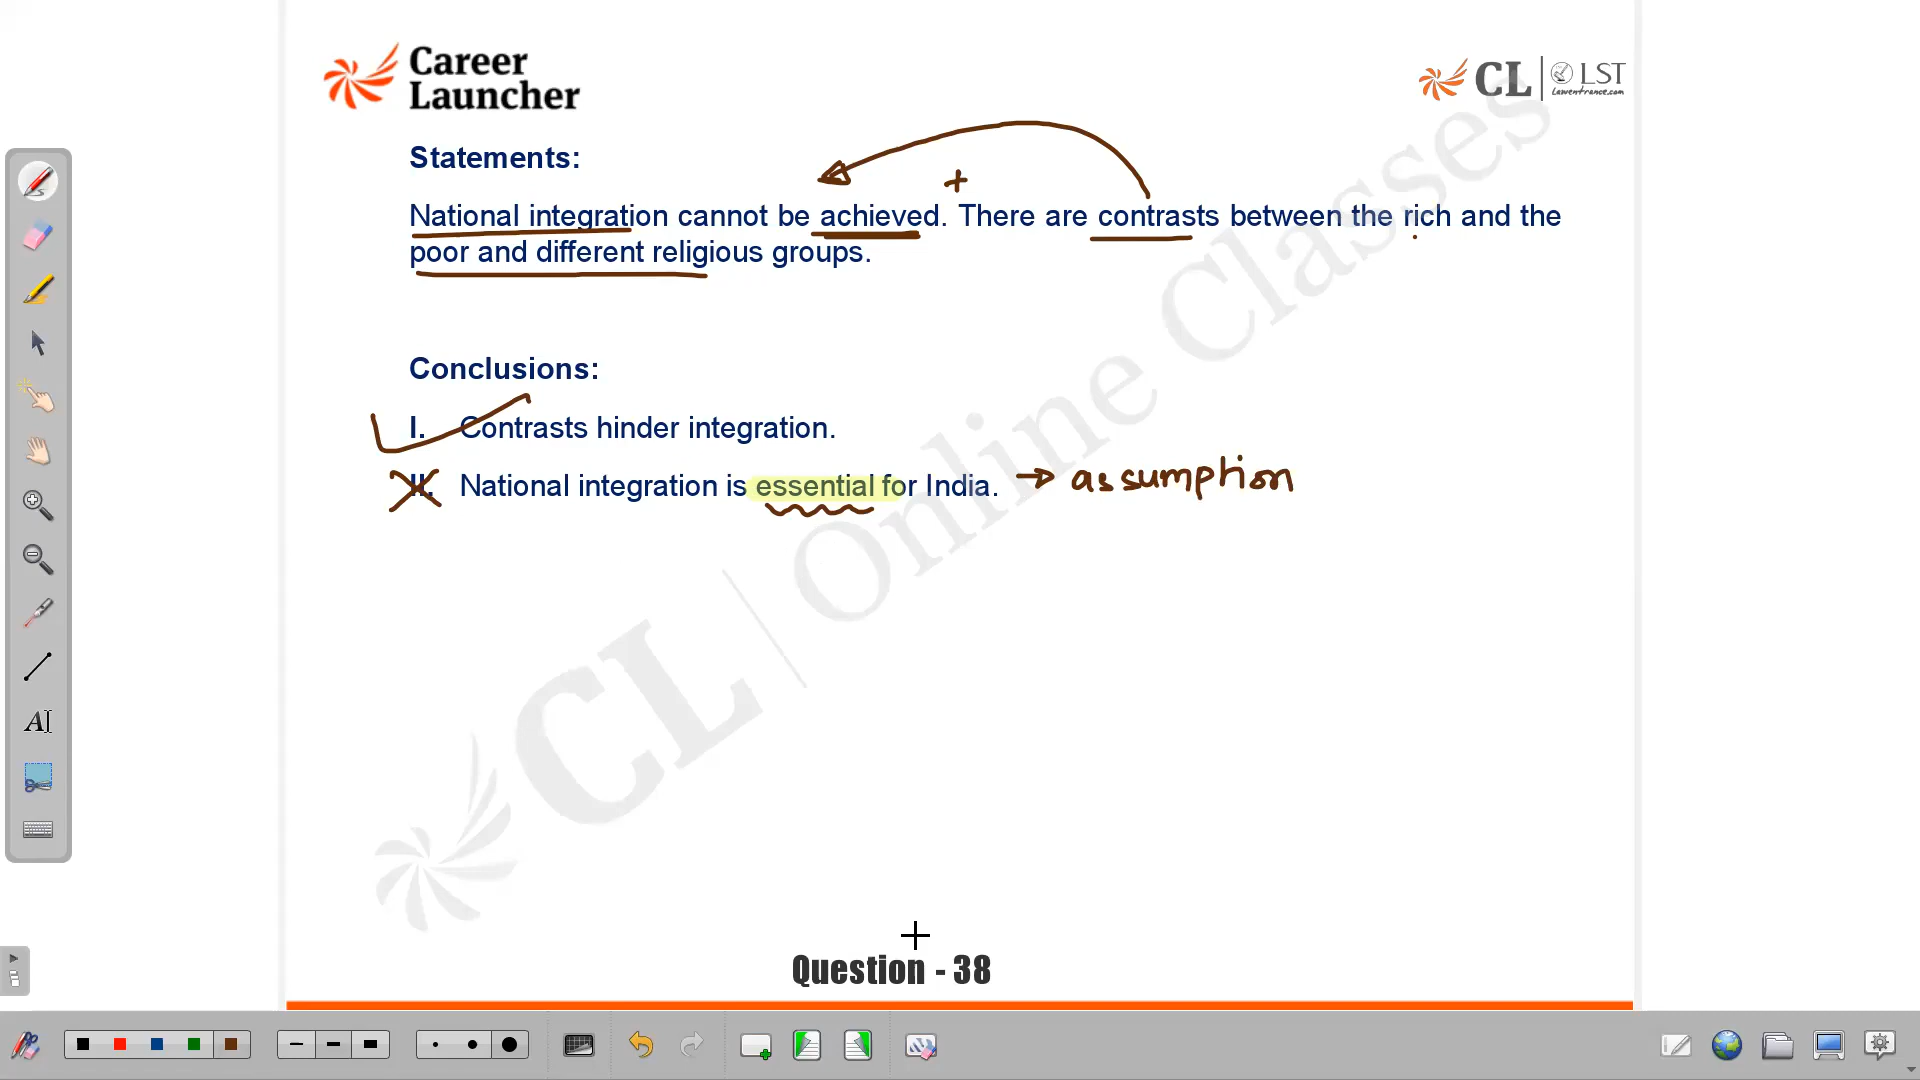 Career
Launcher
CL LST
Lawentrance.com
Statements:
+
National integration cannot be achieved. There are contrasts between the rich and the
poor and different religious groups.
Conclusions:
I. Contrasts hinder integration.
II. National integration is essential for India. → assumption
CL | Online Classes
Question - 38